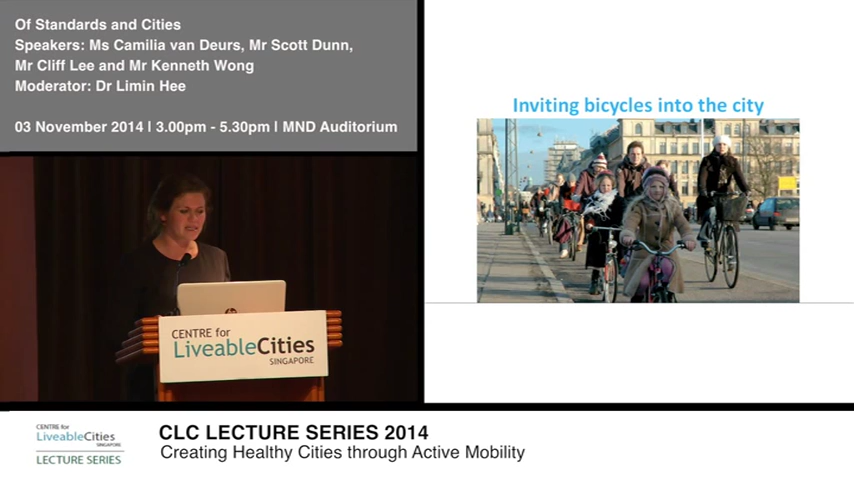 Of Standards and Cities
Speakers: Ms Camilia van Deurs, Mr Scott Dunn,
Mr Cliff Lee and Mr Kenneth Wong
Moderator: Dr Limin Hee
03 November 2014 | 3.00pm - 5.30pm | MND Auditorium
Inviting bicycles into the city
CENTRE for
LiveableCities
SINGAPORE
CENTRE for
LiveableCities
SINGAPORE
LECTURE SERIES
CLC LECTURE SERIES 2014
Creating Healthy Cities through Active Mobility